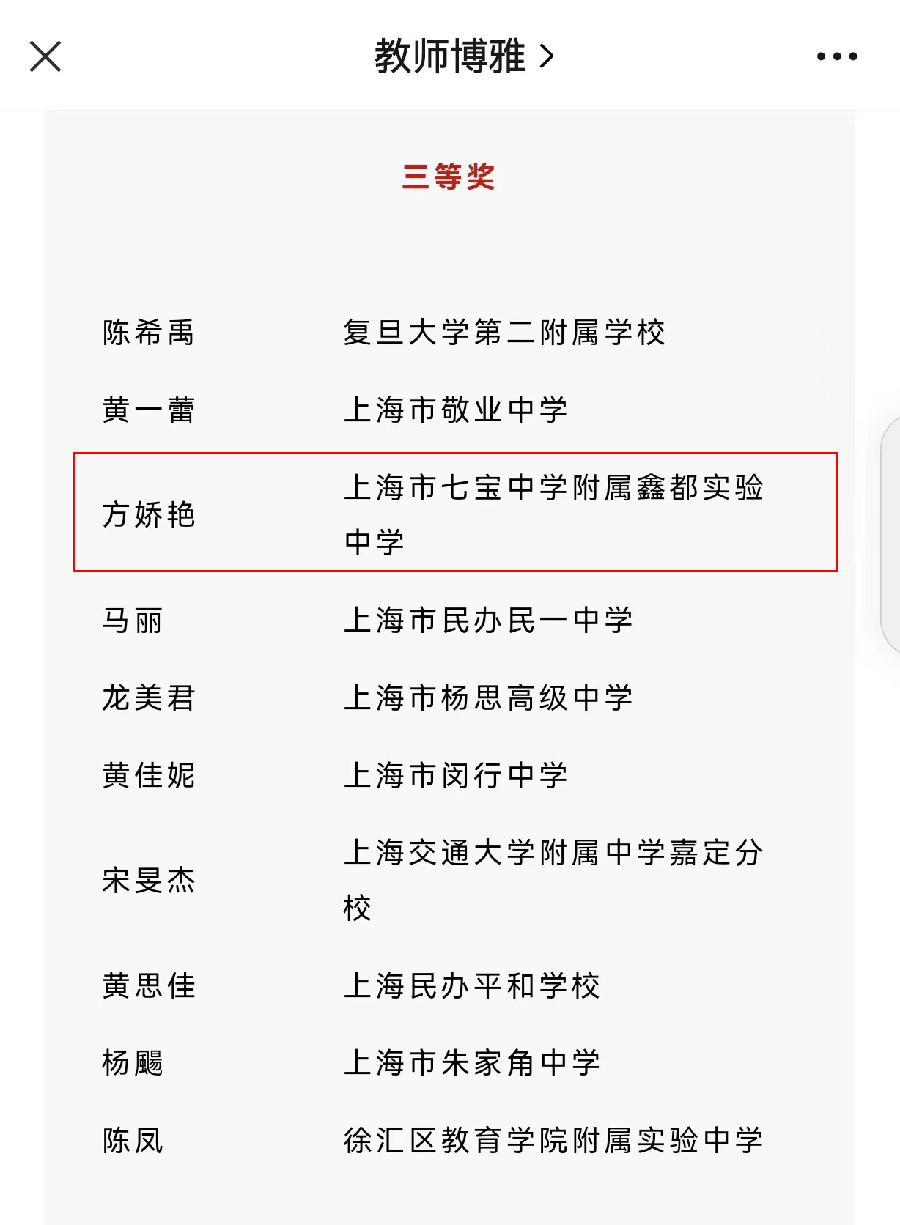 教师博雅
三等奖
陈希禹 复旦大学第二附属学校
黄一蕾 上海市敬业中学
方娇艳 上海市七宝中学附属鑫都实验
中学
马丽 上海市民办民一中学
龙美君 上海市杨思高级中学
黄佳妮 上海市闵行中学
宋旻杰 上海交通大学附属中学嘉定分
校
黄思佳 上海民办平和学校
杨飏 上海市朱家角中学
陈凤 徐汇区教育学院附属实验中学